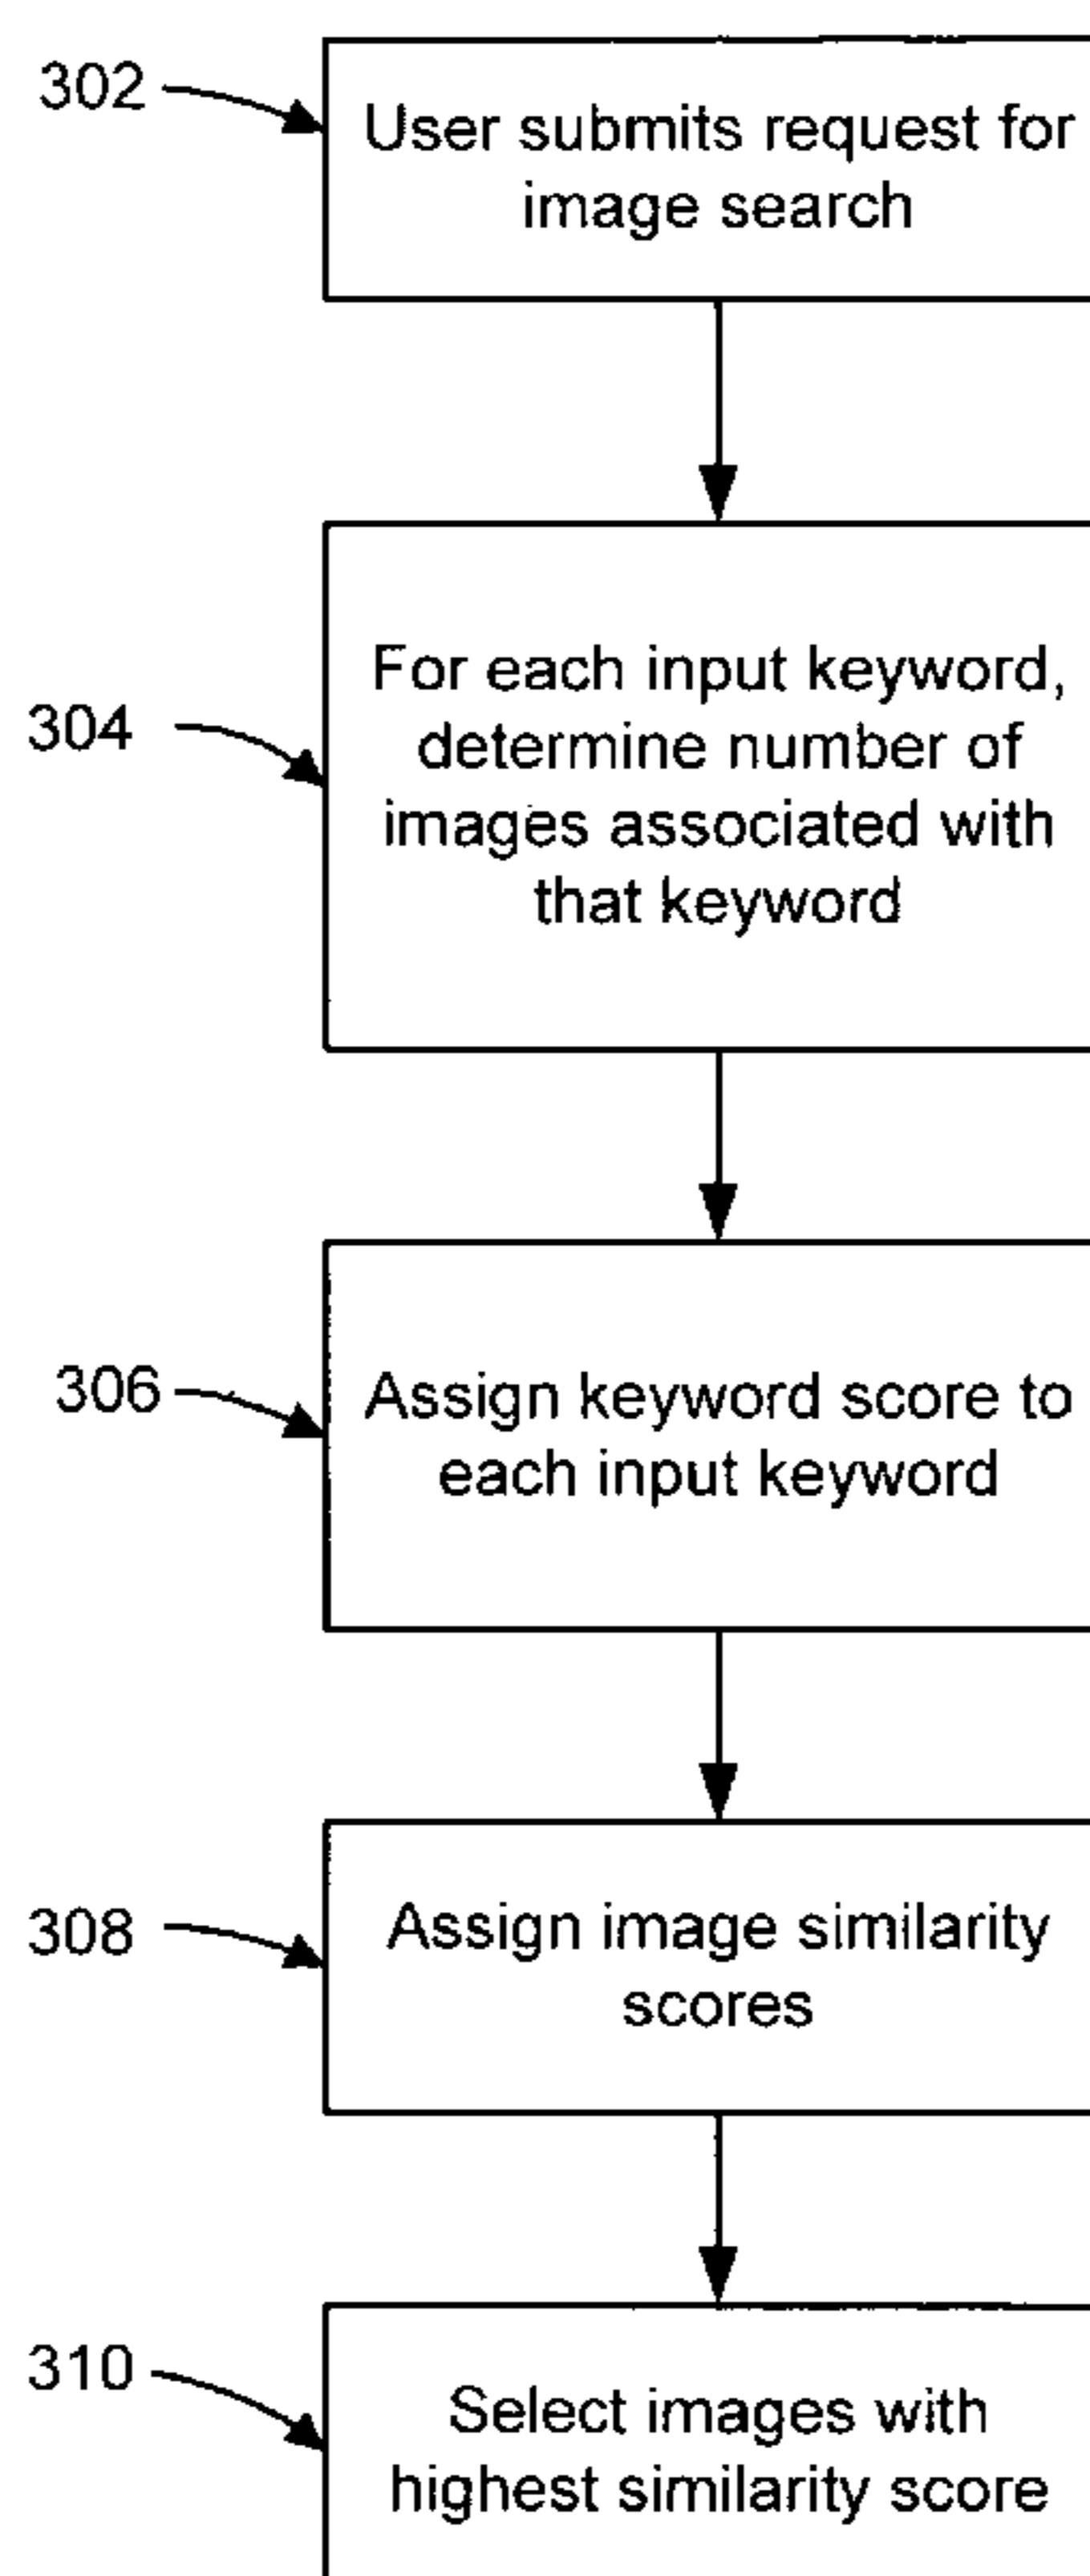 302
User submits request for
image search
304
For each input keyword,
determine number of
images associated with
that keyword
306
Assign keyword score to
each input keyword
308
Assign image similarity
scores
310
Select images with
highest similarity score